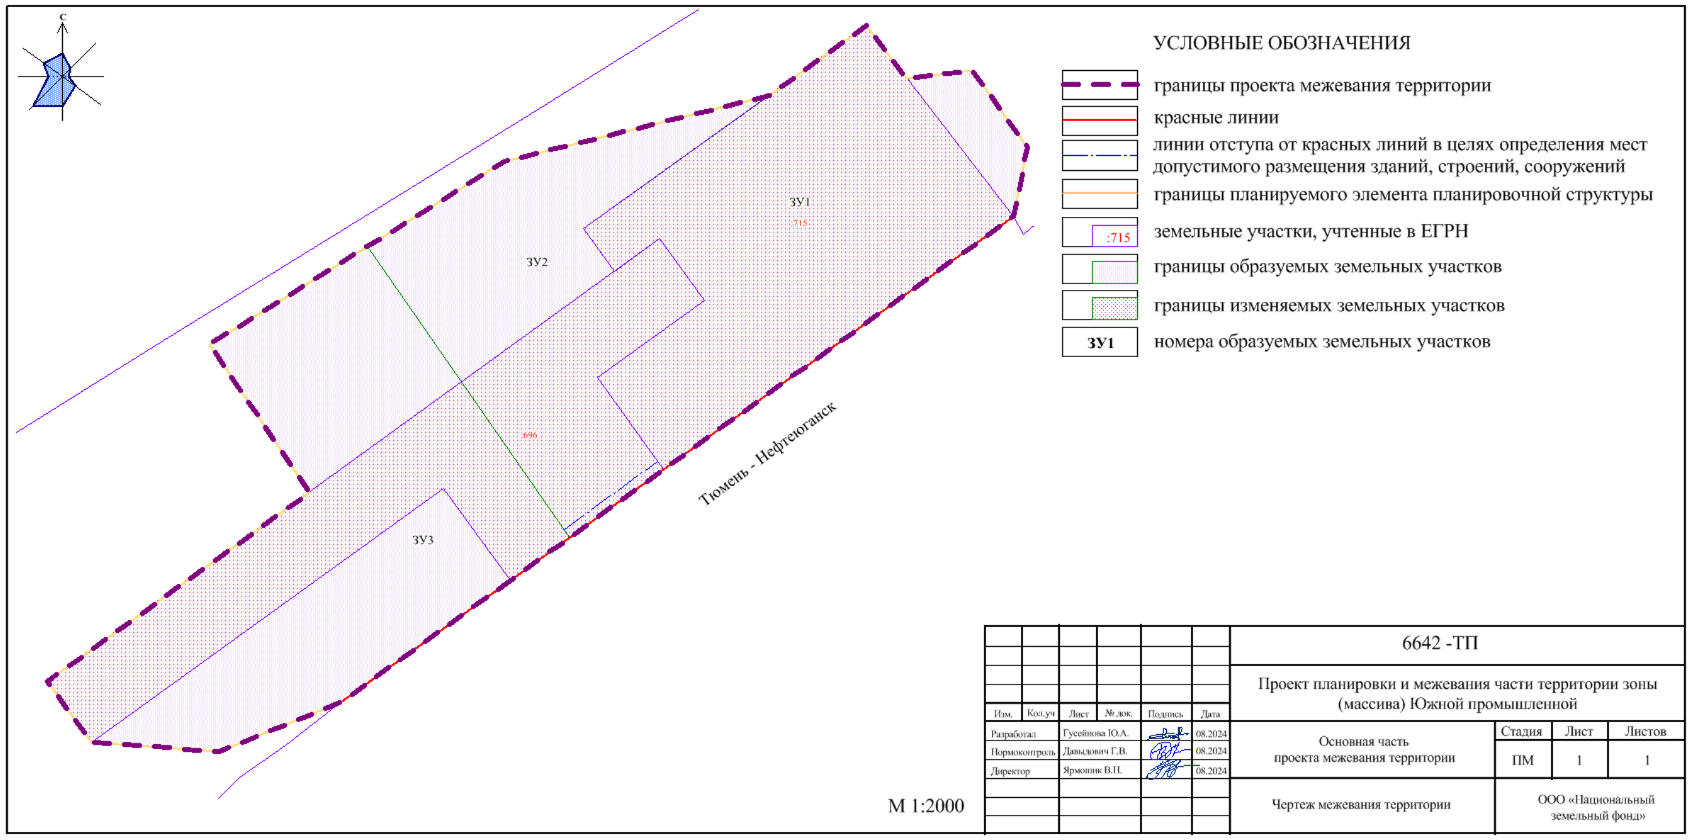 С
УСЛОВНЫЕ ОБОЗНАЧЕНИЯ
границы проекта межевания территории
красные линии
линии отступа от красных линий в целях определения мест
допустимого размещения зданий, строений, сооружений
границы планируемого элемента планировочной структуры
:715
земельные участки, учтенные в ЕГРН
границы образуемых земельных участков
границы изменяемых земельных участков
ЗУ1
номера образуемых земельных участков
ЗУ1
:715
ЗУ2
:696
ЗУ3
Тюмень - Нефтеюганск
М 1:2000
6642 -ТП
Проект планировки и межевания части территории зоны
(массива) Южной промышленной
Изм. Кол.уч Лист № док. Подпись Дата
Разработал Гусейнова Ю.А. 08.2024
Нормоконтроль Давыдович Г.В. 08.2024
Директор Ярмошик В.Н. 08.2024
Основная часть
проекта межевания территории
Стадия Лист Листов
ПМ 1 1
Чертеж межевания территории
ООО «Национальный
земельный фонд»